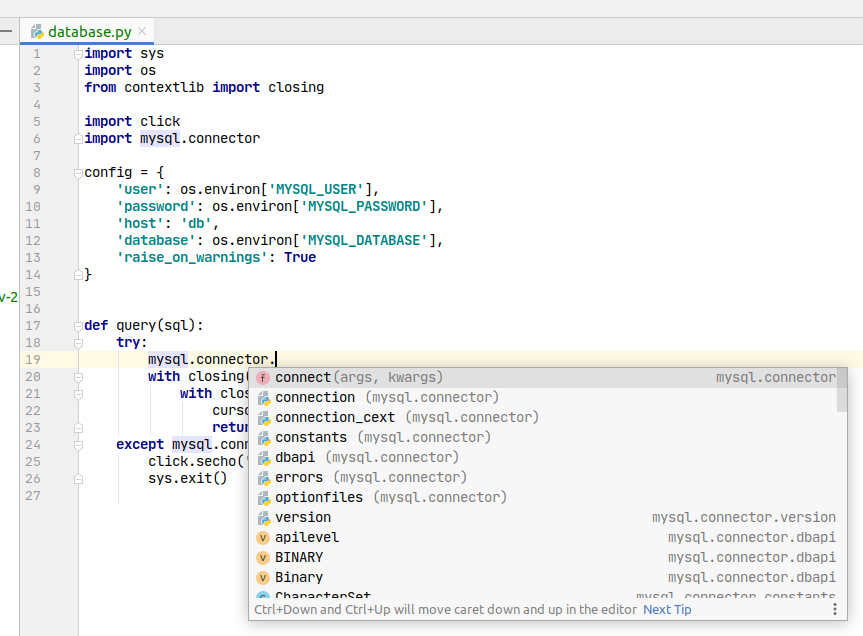 database.py
1 import sys
2 import os
3 from contextlib import closing
4
5 import click
6 import mysql.connector
7
8 config = {
9 'user': os.environ['MYSQL_USER'],
10 'password': os.environ['MYSQL_PASSWORD'],
11 'host': 'db',
12 'database': os.environ['MYSQL_DATABASE'],
13 'raise_on_warnings': True
14 }
15
v-2
16
17 def query(sql):
18 try:
19 mysql.connector.
20 with closing(
21 with clos
22 curso
23 retur
24 except mysql.conn
25 click.secho('
26 sys.exit()
27
f connect(args, kwargs) mysql.connector
connection (mysql.connector)
connection_cext (mysql.connector)
constants (mysql.connector)
dbapi (mysql.connector)
errors (mysql.connector)
optionfiles (mysql.connector)
version mysql.connector.version
v apilevel mysql.connector.dbapi
v BINARY mysql.connector.dbapi
v Binary mysql.connector.dbapi
c CharacterSet mysql.connector.constants
Ctrl+Down and Ctrl+Up will move caret down and up in the editor Next Tip